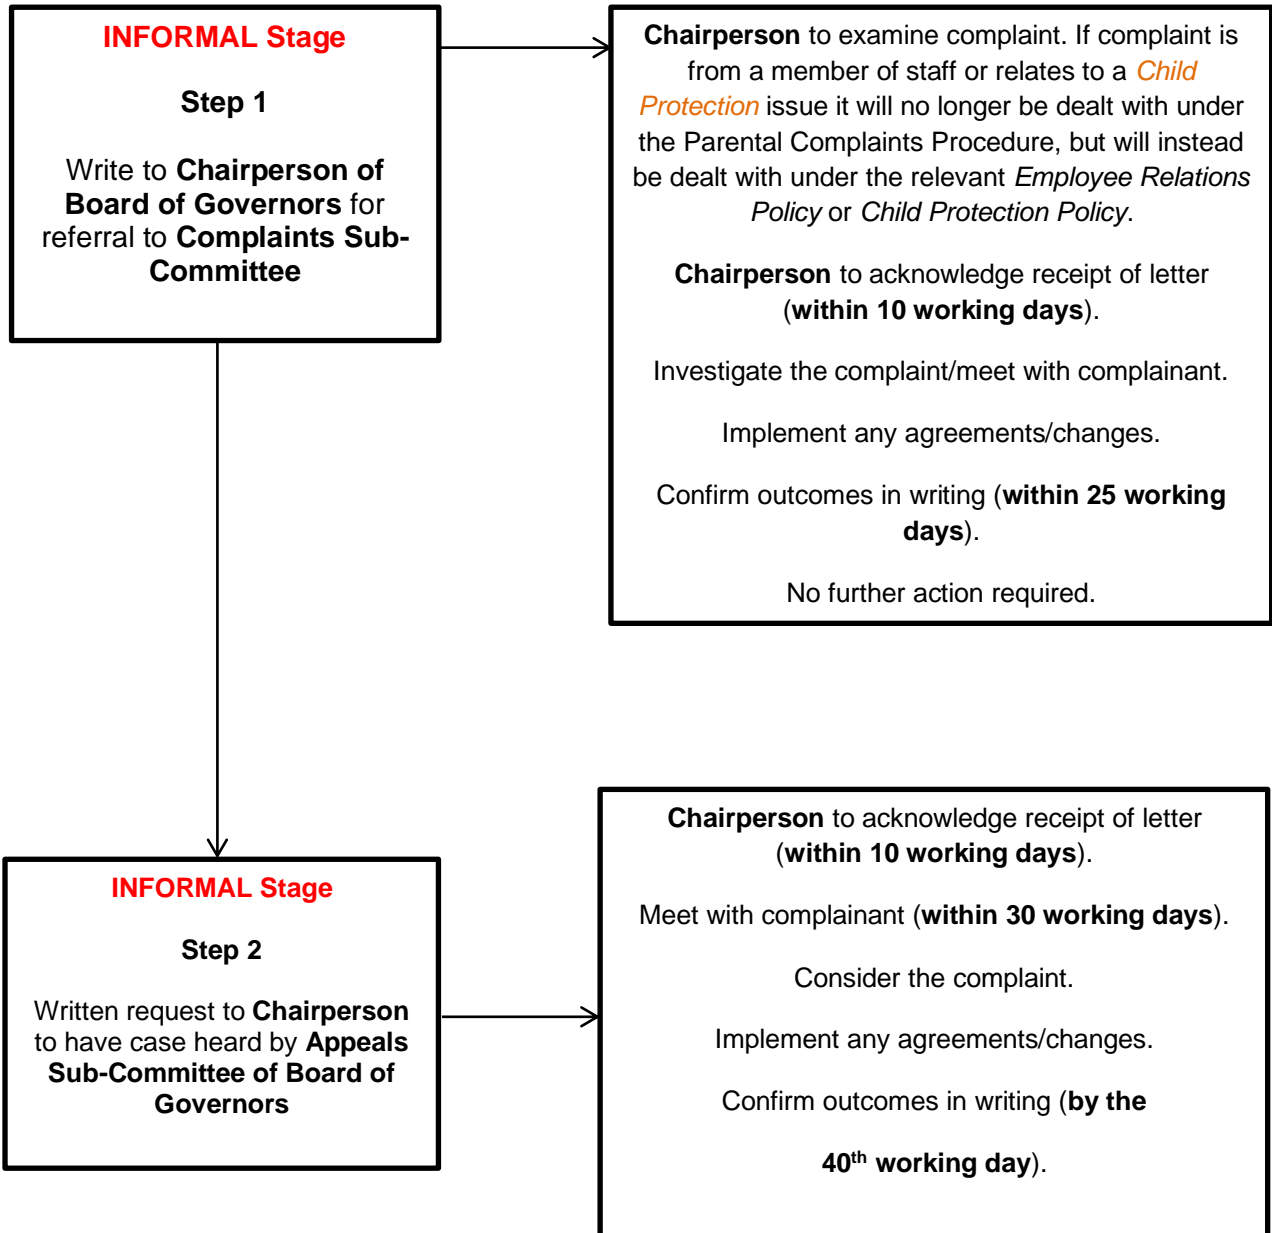 INFORMAL Stage
Step 1
Write to Chairperson of
Board of Governors for
referral to Complaints Sub-
Committee
Chairperson to examine complaint. If complaint is
from a member of staff or relates to a Child
Protection issue it will no longer be dealt with under
the Parental Complaints Procedure, but will instead
be dealt with under the relevant Employee Relations
Policy or Child Protection Policy.
Chairperson to acknowledge receipt of letter
(within 10 working days).
Investigate the complaint/meet with complainant.
Implement any agreements/changes.
Confirm outcomes in writing (within 25 working
days).
No further action required.
INFORMAL Stage
Step 2
Written request to Chairperson
to have case heard by Appeals
Sub-Committee of Board of
Governors
Chairperson to acknowledge receipt of letter
(within 10 working days).
Meet with complainant (within 30 working days).
Consider the complaint.
Implement any agreements/changes.
Confirm outcomes in writing (by the
40th working day).